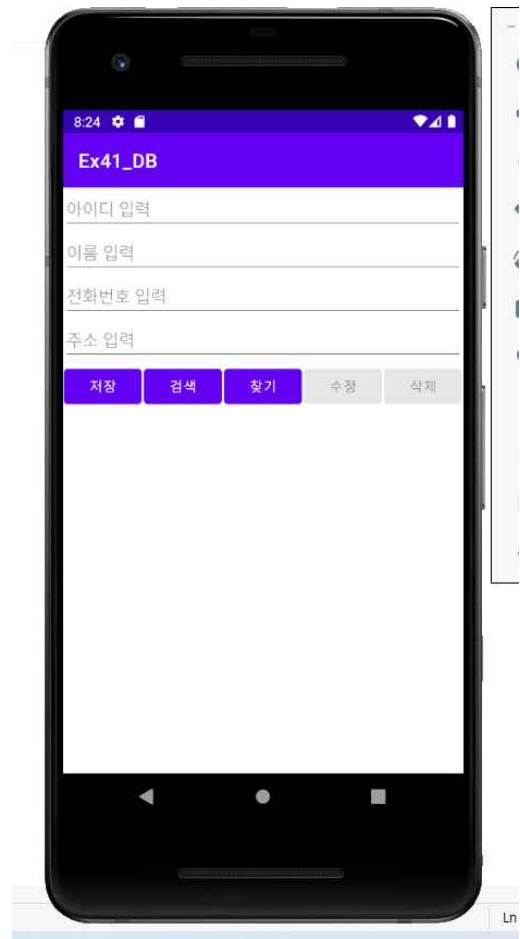 8:24
Ex41_DB
아이디 입력
이름 입력
전화번호 입력
주소 입력
저장 검색 찾기 수정 삭제
Ln